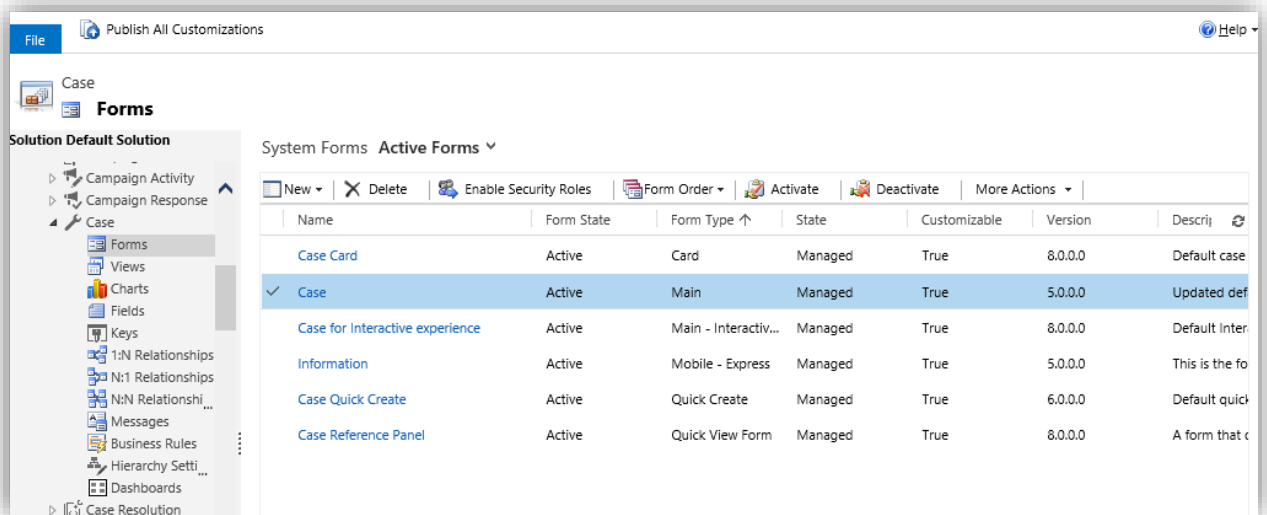 File
Publish All Customizations
Help
Case
Forms
Solution Default Solution
Campaign Activity
Campaign Response
Case
Forms
Views
Charts
Fields
Keys
1:N Relationships
N:1 Relationships
N:N Relationshi...
Messages
Business Rules
Hierarchy Setti...
Dashboards
Case Resolution
System Forms Active Forms
New Delete Enable Security Roles Form Order Activate Deactivate More Actions
Name Form State Form Type State Customizable Version Descri
Case Card Active Card Managed True 8.0.0.0 Default case
Case Active Main Managed True 5.0.0.0 Updated def
Case for Interactive experience Active Main - Interactiv... Managed True 8.0.0.0 Default Inter
Information Active Mobile - Express Managed True 5.0.0.0 This is the fo
Case Quick Create Active Quick Create Managed True 6.0.0.0 Default quick
Case Reference Panel Active Quick View Form Managed True 8.0.0.0 A form that